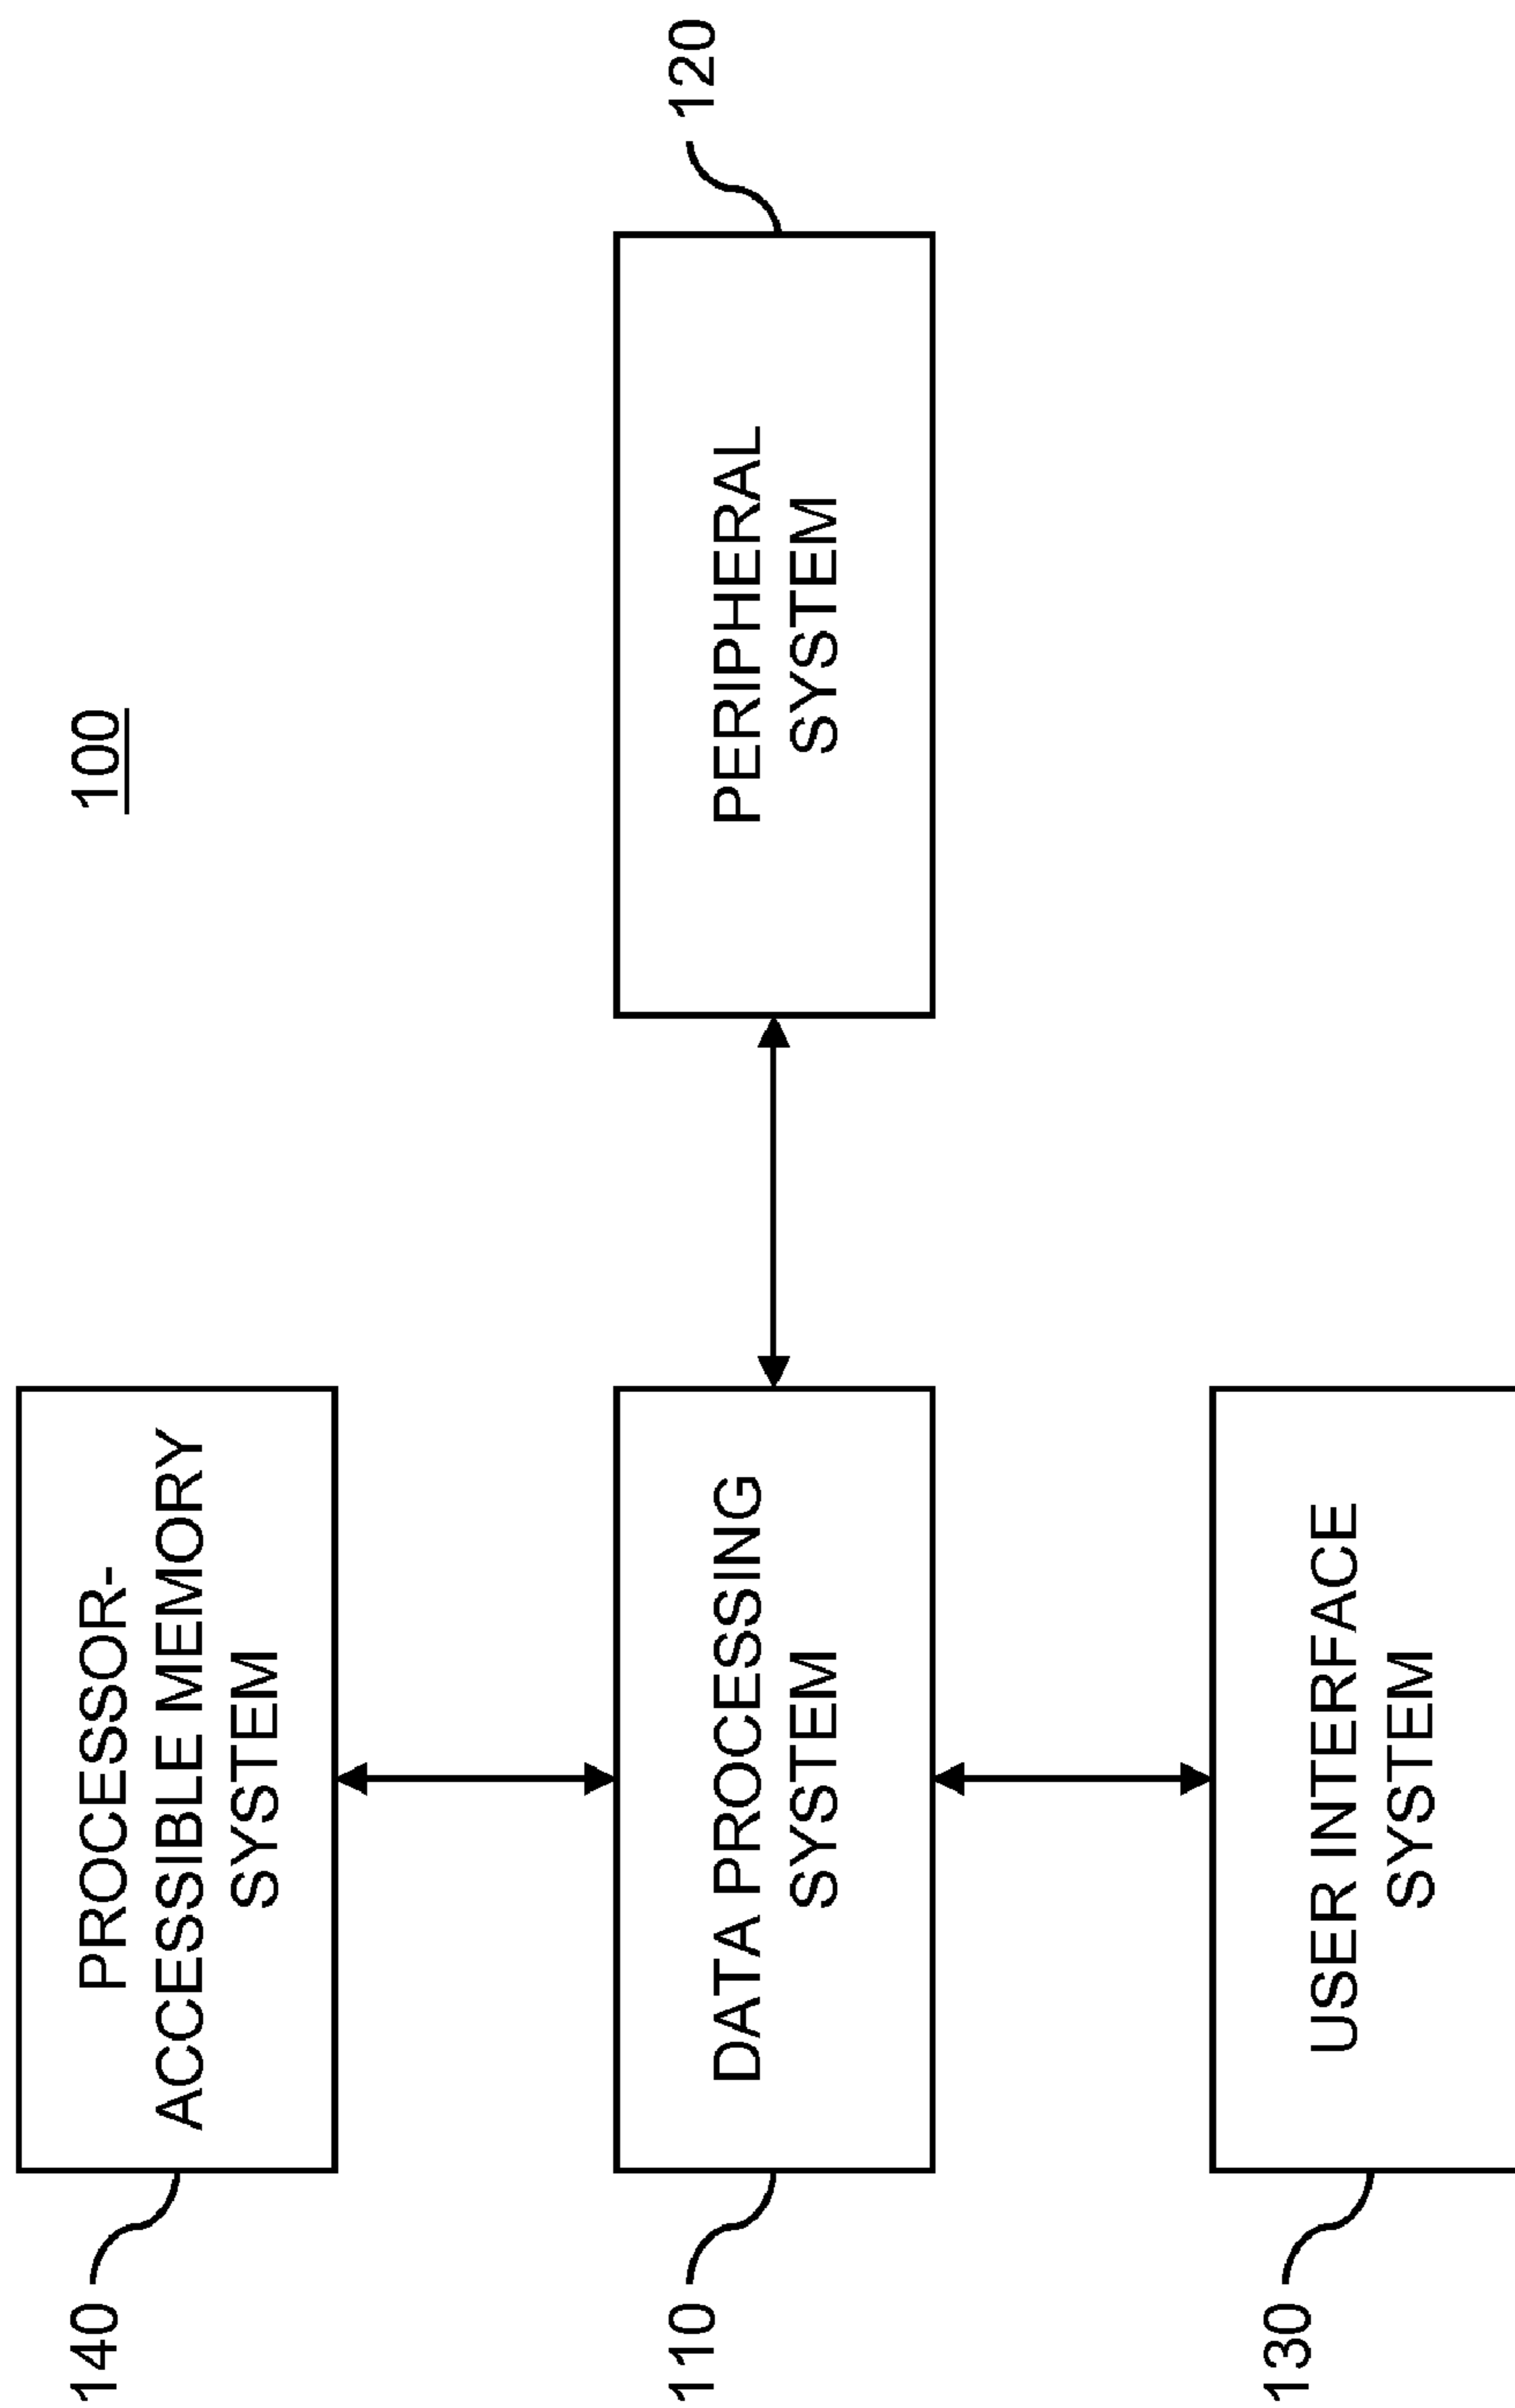 100
140
PROCESSOR-
ACCESSIBLE MEMORY
SYSTEM
110
DATA PROCESSING
SYSTEM
120
PERIPHERAL
SYSTEM
130
USER INTERFACE
SYSTEM